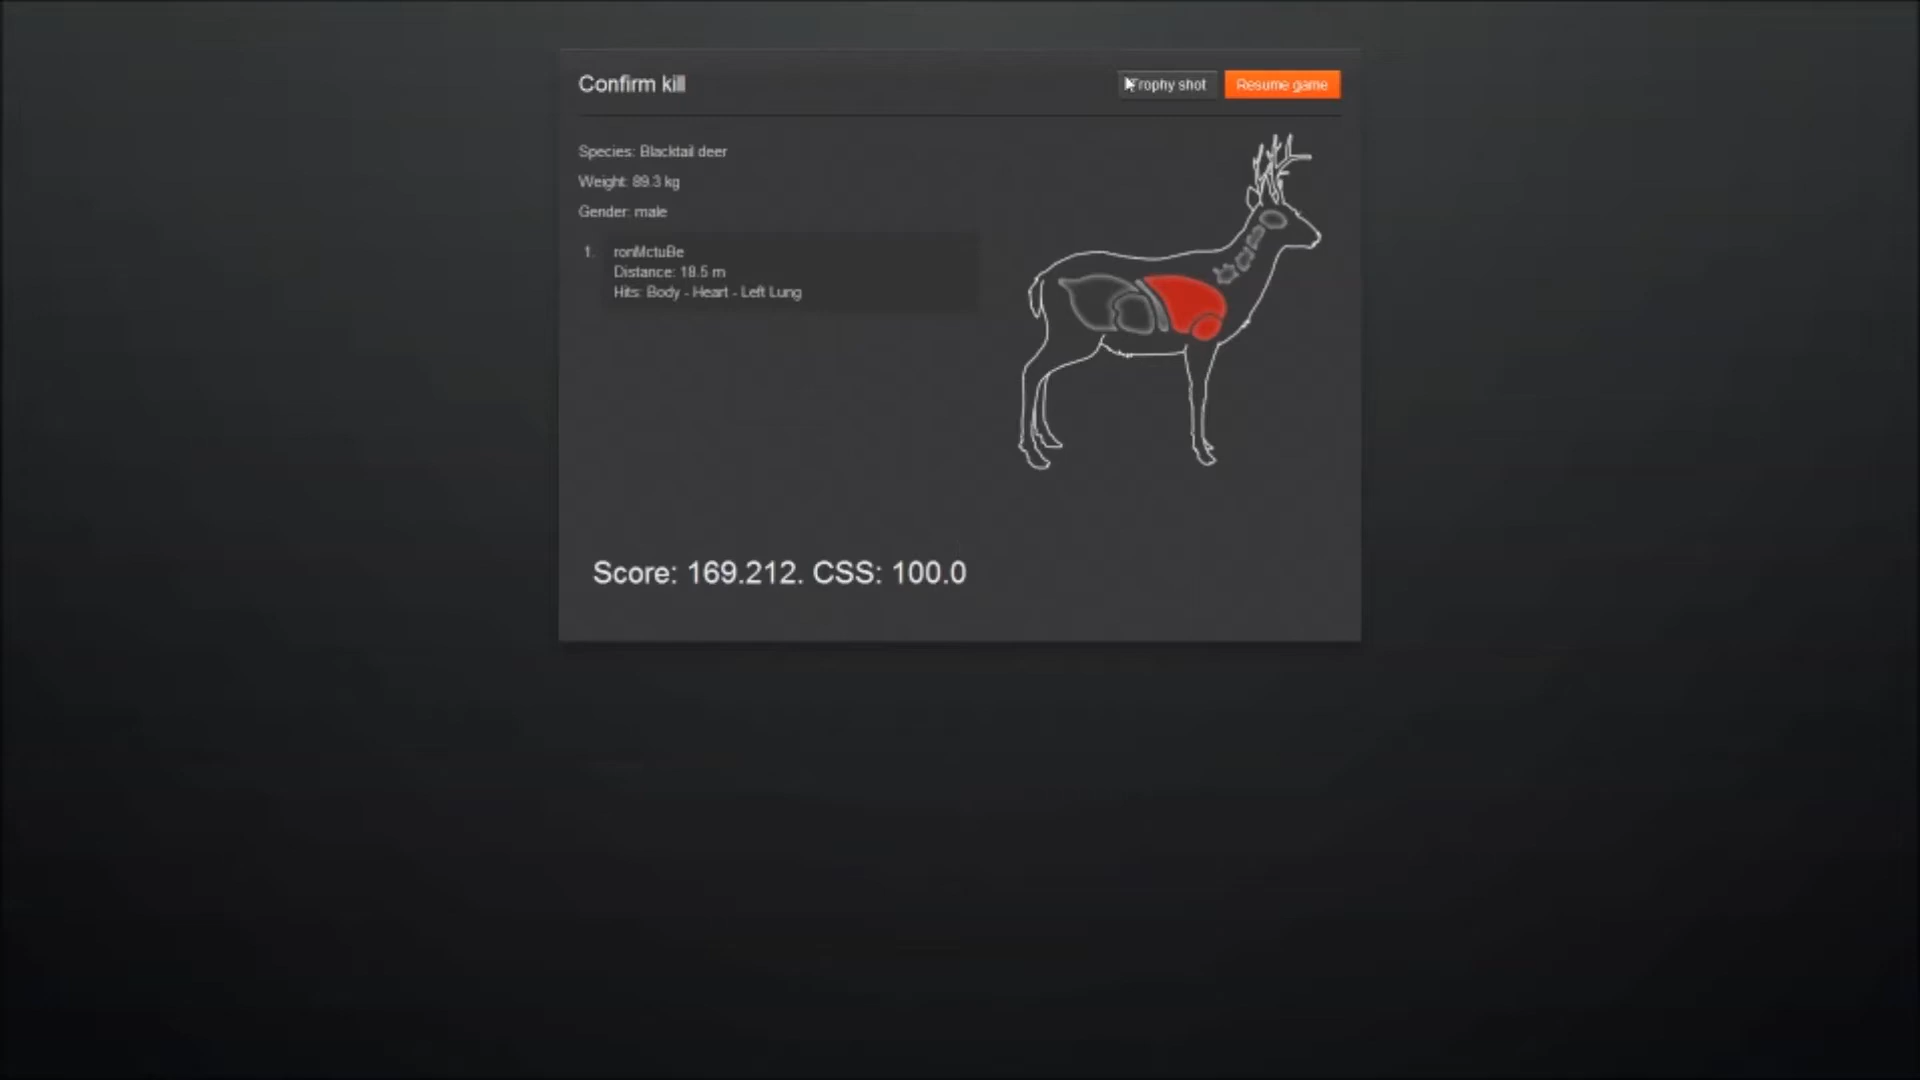 Confirm kill
Trophy shot
Resume game
Species: Blacktail deer
Weight: 89.3 kg
Gender: male
1. ronMctuBe
Distance: 18.5 m
Hits: Body - Heart - Left Lung
Score: 169.212. CSS: 100.0